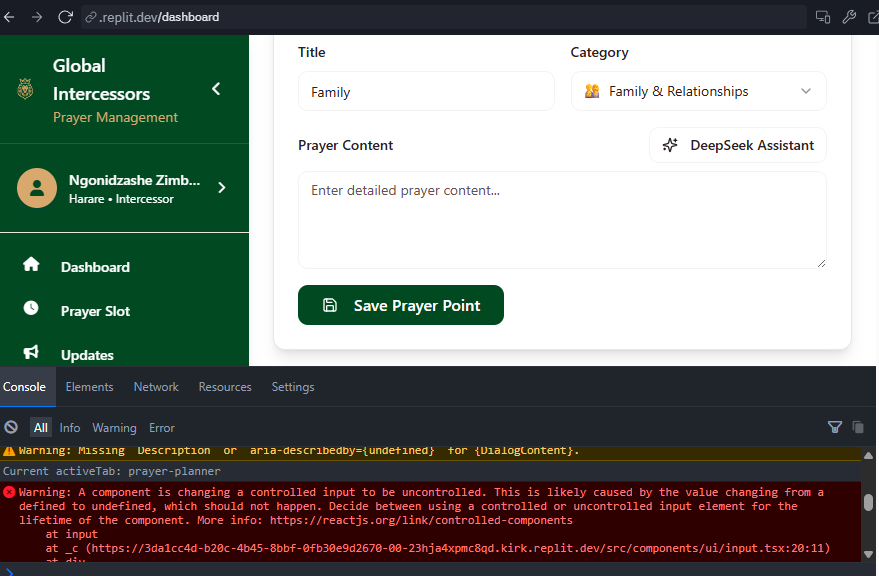 .replit.dev/dashboard
Global
Intercessors
Prayer Management
Ngonidzashe Zimb...
Harare • Intercessor
Dashboard
Prayer Slot
Updates
Title
Category
Family
Family & Relationships
Prayer Content
DeepSeek Assistant
Enter detailed prayer content...
Save Prayer Point
Console
Elements
Network
Resources
Settings
All
Info
Warning
Error
Warning: Missing `Description` or `aria-describedby={undefined}` for {DialogContent}.
Current activeTab: prayer-planner
Warning: A component is changing a controlled input to be uncontrolled. This is likely caused by the value changing from a
defined to undefined, which should not happen. Decide between using a controlled or uncontrolled input element for the
lifetime of the component. More info: https://reactjs.org/link/controlled-components
at input
at _c (https://3da1cc4d-b20c-4b45-8bbf-0fb30e9d2670-00-23hja4xpmc8qd.kirk.replit.dev/src/components/ui/input.tsx:20:11)
at div